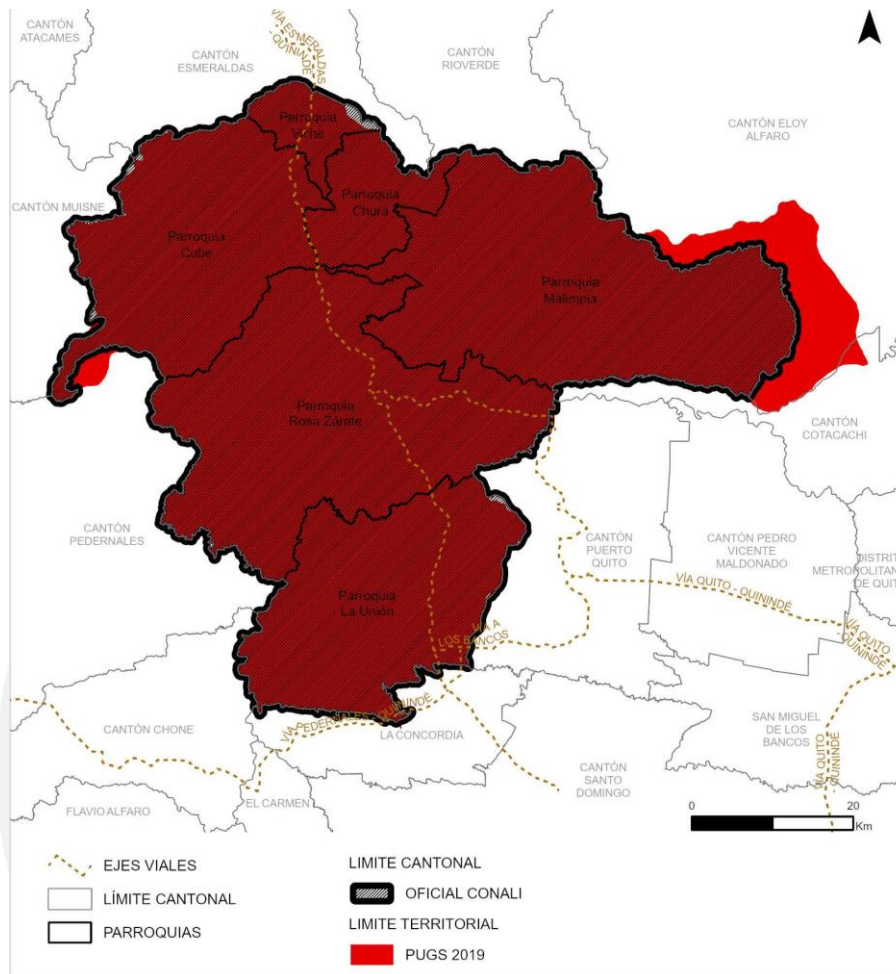 CANTÓN
ATACAMES
CANTÓN
ESMERALDAS
VÍA ESMERALDAS
- QUININDÉ
CANTÓN
RIOVERDE
CANTÓN ELOY
ALFARO
Parroquia
Viche
CANTÓN MUISNE
Parroquia
Chura
Parroquia
Cube
Parroquia
Malimpia
Parroquia
Rosa Zárate
CANTÓN
COTACACHI
CANTÓN
PEDERNALES
CANTÓN
PUERTO
QUITO
CANTÓN PEDRO
VICENTE
MALDONADO
DISTRIT
METROPOLITAN
DE QUIT
VÍA QUITO - QUININDÉ
Parroquia
La Unión
VÍA A
LOS BANCOS
VÍA QUITO
- QUININDÉ
CANTÓN CHONE
VÍA PEDERNALES - QUININDÉ
LA CONCORDIA
SAN MIGUEL
DE LOS
BANCOS
VÍA QUITO
- QUININDÉ
CANTÓN
SANTO
DOMINGO
FLAVIO ALFARO
EL CARMEN
0 20
Km
EJES VIALES
LÍMITE CANTONAL
PARROQUIAS
LIMITE CANTONAL
OFICIAL CONALI
LIMITE TERRITORIAL
PUGS 2019